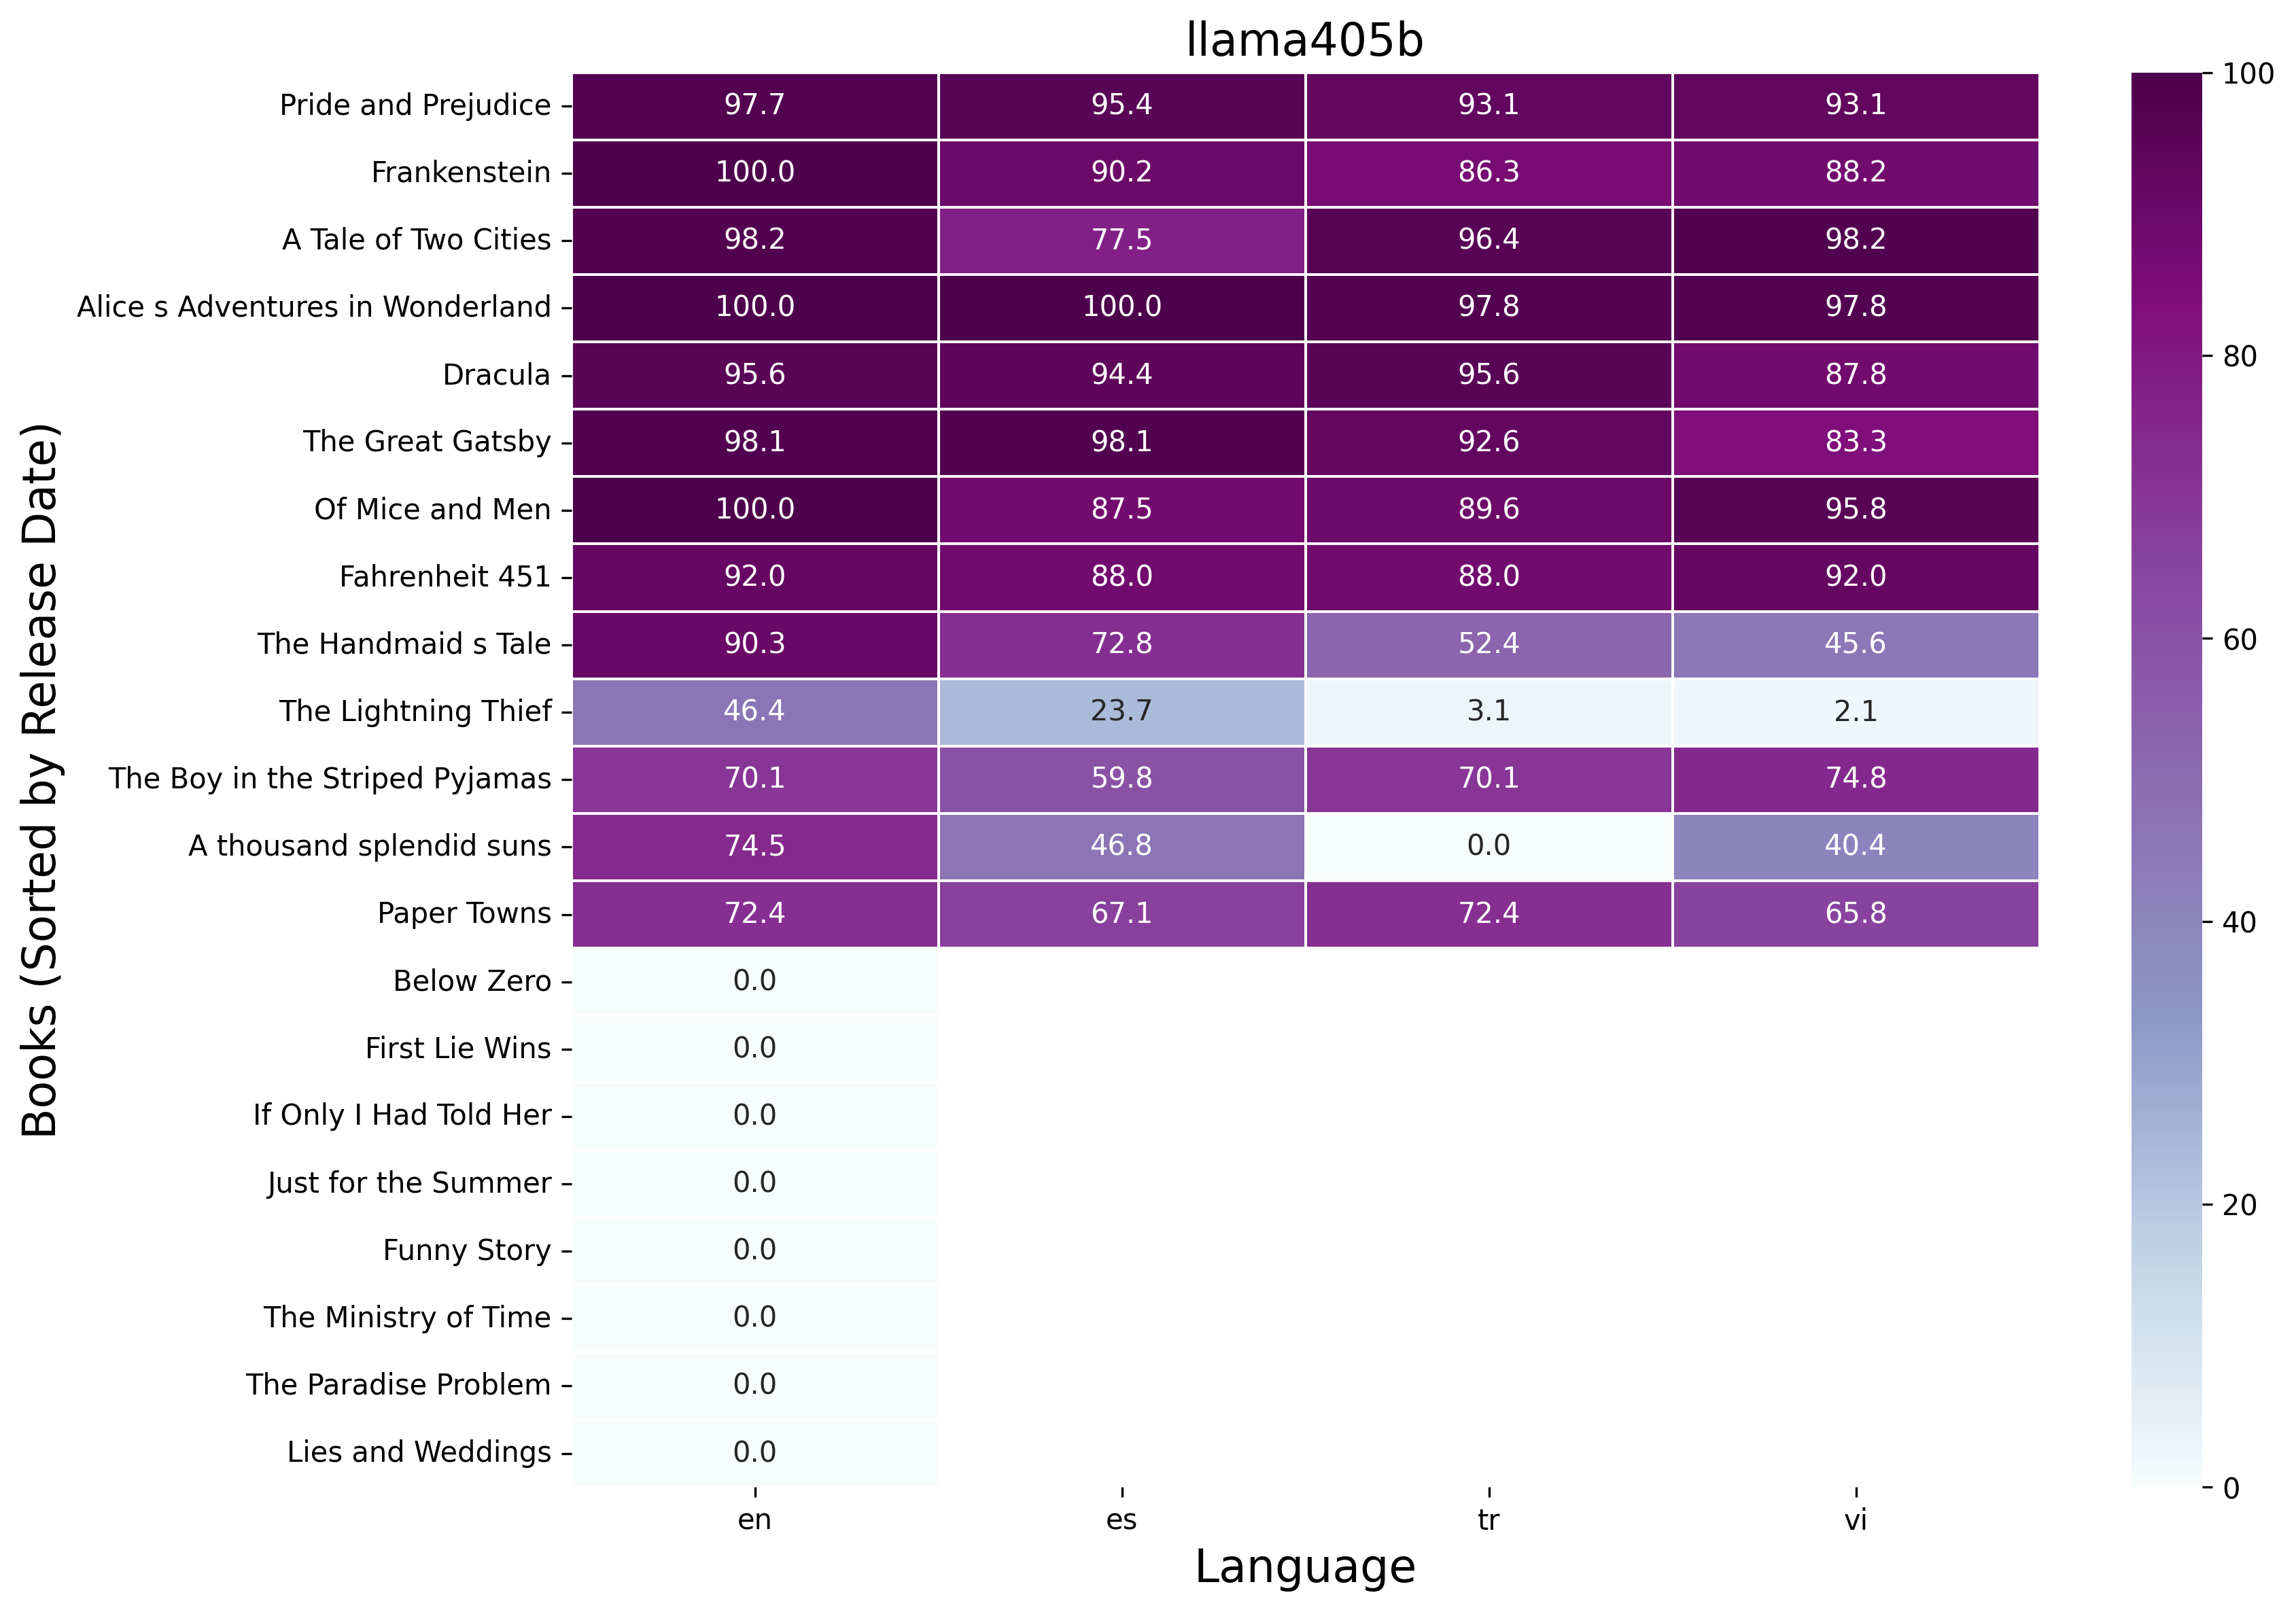 llama405b
Books (Sorted by Release Date)
Pride and Prejudice 97.7 95.4 93.1 93.1
Frankenstein 100.0 90.2 86.3 88.2
A Tale of Two Cities 98.2 77.5 96.4 98.2
Alice s Adventures in Wonderland 100.0 100.0 97.8 97.8
Dracula 95.6 94.4 95.6 87.8
The Great Gatsby 98.1 98.1 92.6 83.3
Of Mice and Men 100.0 87.5 89.6 95.8
Fahrenheit 451 92.0 88.0 88.0 92.0
The Handmaid s Tale 90.3 72.8 52.4 45.6
The Lightning Thief 46.4 23.7 3.1 2.1
The Boy in the Striped Pyjamas 70.1 59.8 70.1 74.8
A thousand splendid suns 74.5 46.8 0.0 40.4
Paper Towns 72.4 67.1 72.4 65.8
Below Zero 0.0
First Lie Wins 0.0
If Only I Had Told Her 0.0
Just for the Summer 0.0
Funny Story 0.0
The Ministry of Time 0.0
The Paradise Problem 0.0
Lies and Weddings 0.0
en es tr vi
Language
100
80
60
40
20
0